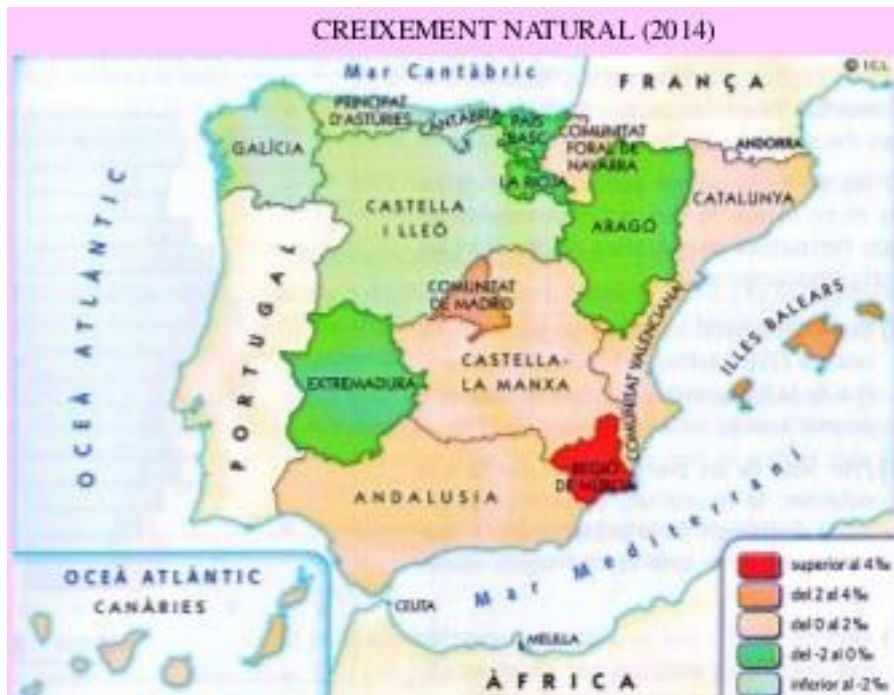 CREIXEMENT NATURAL (2014)
© I.C.L.
Mar Cantàbric
FRANÇA
PRINCIPAT
D'ASTÚRIES
CANTÀBRIA
PAÍS
BASC
COMUNITAT
FORAL DE
NAVARRA
ANDORRA
GALÍCIA
LA RIOJA
CATALUNYA
CASTELLA
I LLEÓ
ARAGÓ
OCEÀ ATLÀNTIC
PORTUGAL
COMUNITAT
DE MADRID
COMUNITAT VALENCIANA
ILLES BALEARS
EXTREMADURA
CASTELLA-
LA MANXA
REGIÓ
DE MÚRCIA
ANDALUSIA
Mar Mediterrani
OCEÀ ATLÀNTIC
CANÀRIES
CEUTA
MELILLA
ÀFRICA
superior al 4 ‰
del 2 al 4 ‰
del 0 al 2 ‰
del -2 al 0 ‰
inferior al -2 ‰